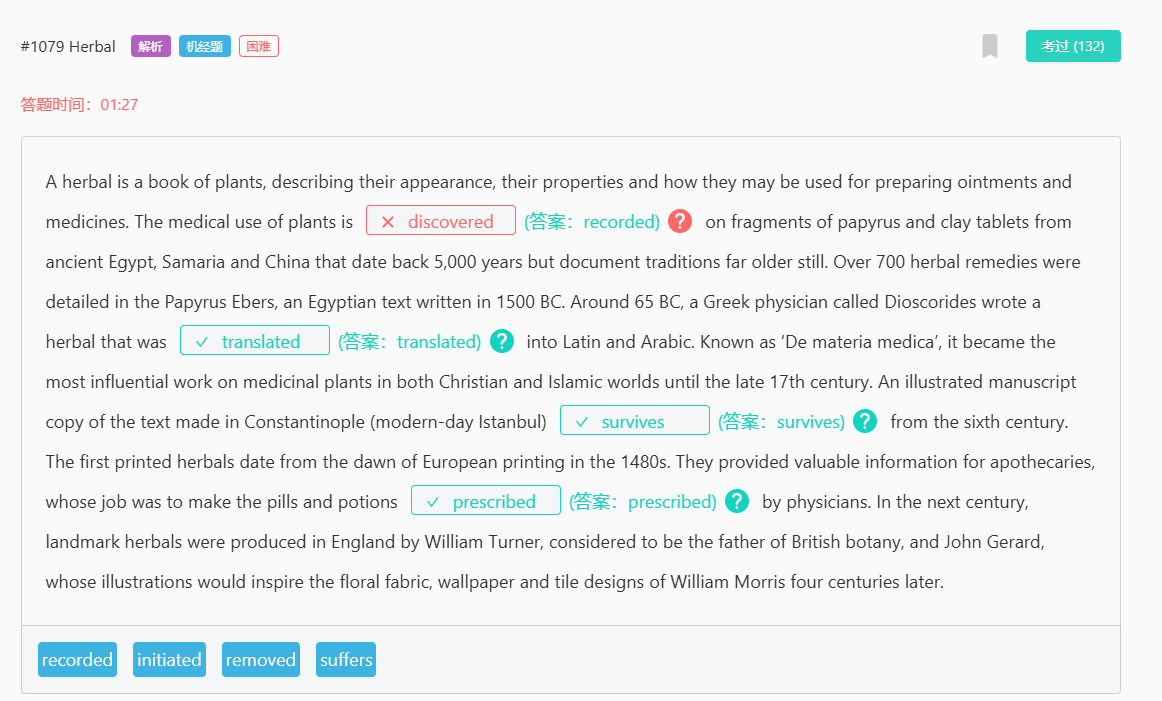 #1079 Herbal 解析 机经题 困难 考过 (132)
答题时间：01:27
A herbal is a book of plants, describing their appearance, their properties and how they may be used for preparing ointments and
medicines. The medical use of plants is × discovered (答案：recorded) ? on fragments of papyrus and clay tablets from
ancient Egypt, Samaria and China that date back 5,000 years but document traditions far older still. Over 700 herbal remedies were
detailed in the Papyrus Ebers, an Egyptian text written in 1500 BC. Around 65 BC, a Greek physician called Dioscorides wrote a
herbal that was ✓ translated (答案：translated) ? into Latin and Arabic. Known as ‘De materia medica’, it became the
most influential work on medicinal plants in both Christian and Islamic worlds until the late 17th century. An illustrated manuscript
copy of the text made in Constantinople (modern-day Istanbul) ✓ survives (答案：survives) ? from the sixth century.
The first printed herbals date from the dawn of European printing in the 1480s. They provided valuable information for apothecaries,
whose job was to make the pills and potions ✓ prescribed (答案：prescribed) ? by physicians. In the next century,
landmark herbals were produced in England by William Turner, considered to be the father of British botany, and John Gerard,
whose illustrations would inspire the floral fabric, wallpaper and tile designs of William Morris four centuries later.
recorded initiated removed suffers